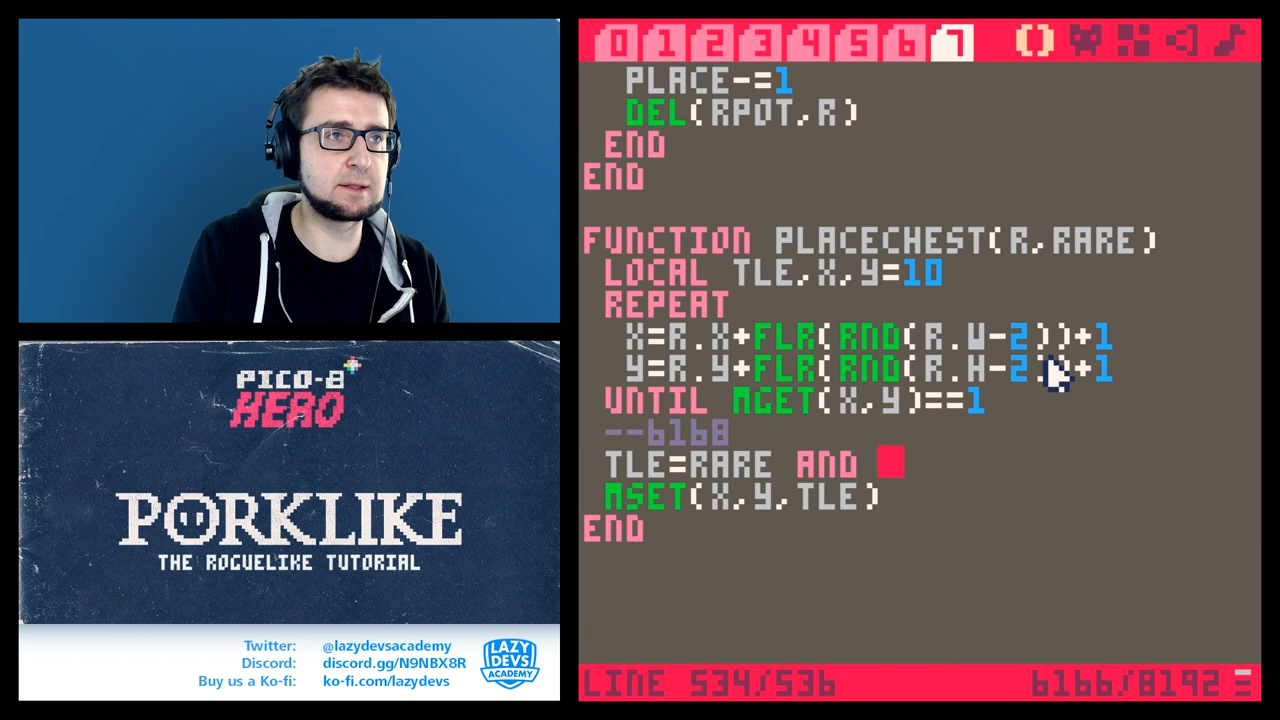 PICO-8
HERO
PORKLIKE
THE ROGUELIKE TUTORIAL
Twitter: @lazydevsacademy
Discord: discord.gg/N9NBX8R
Buy us a Ko-fi: ko-fi.com/lazydevs
LAZY
DEVS
ACADEMY
0 1 2 3 4 5 6 7
PLACE-=1
DEL(RPOT,R)
END
END
FUNCTION PLACECHEST(R,RARE)
LOCAL TLE,X,Y=10
REPEAT
X=R.X+FLR(RND(R.W-2))+1
Y=R.Y+FLR(RND(R.H-2))+1
UNTIL MGET(X,Y)==1
--6168
TLE=RARE AND
MSET(X,Y,TLE)
END
LINE 534/536 6166/8192